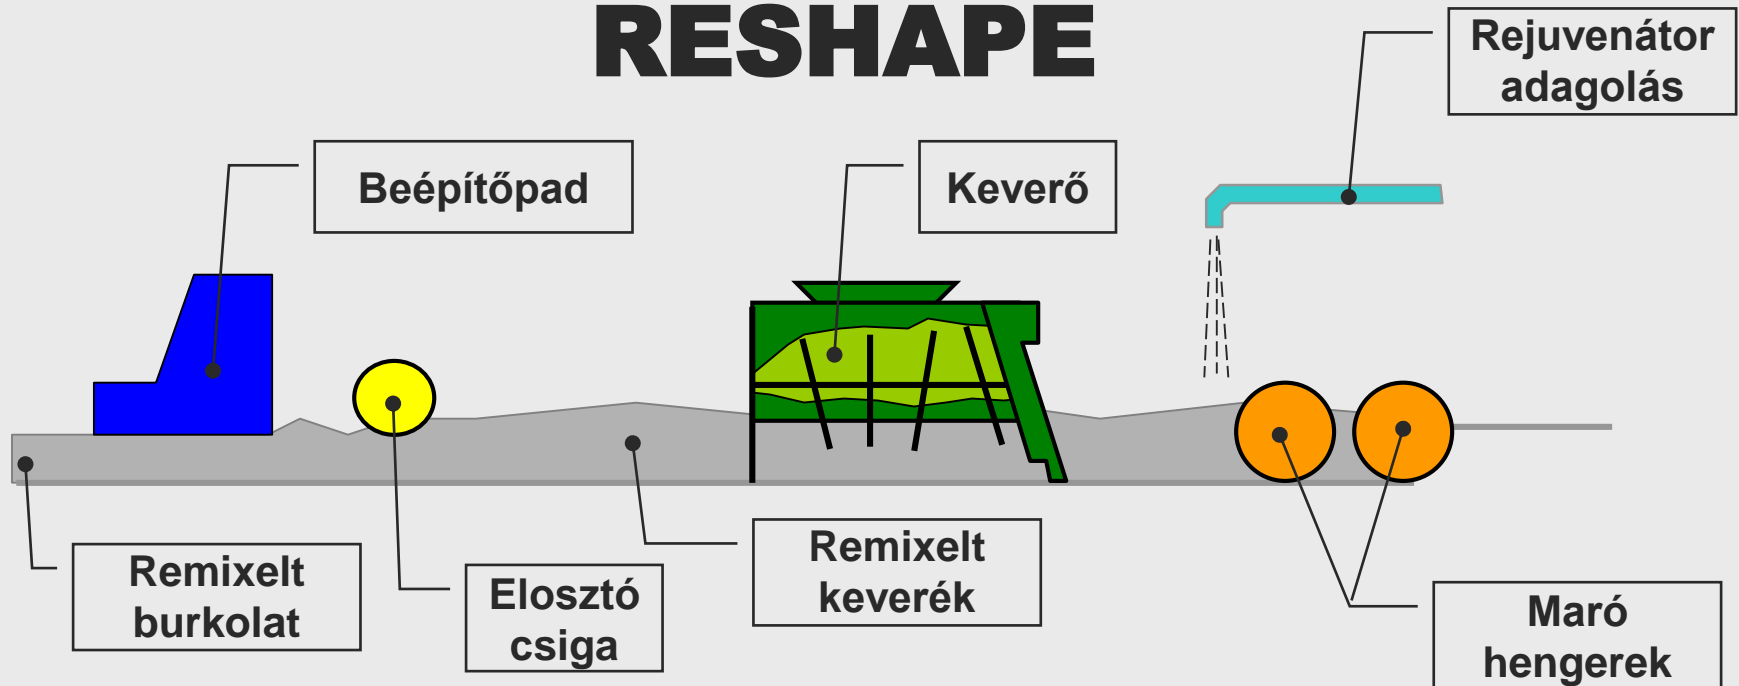 RESHAPE
Rejuvenátor
adagolás
Beépítőpad
Keverő
Remixelt
burkolat
Elosztó
csiga
Remixelt
keverék
Maró
hengerek